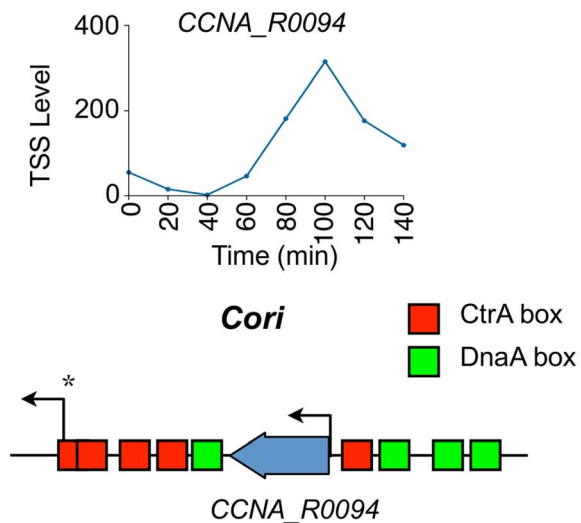 CCNA_R0094
400
200
0
TSS Level
0 20 40 60 80 100 120 140
Time (min)
Cori
CtrA box
DnaA box
*
CCNA_R0094